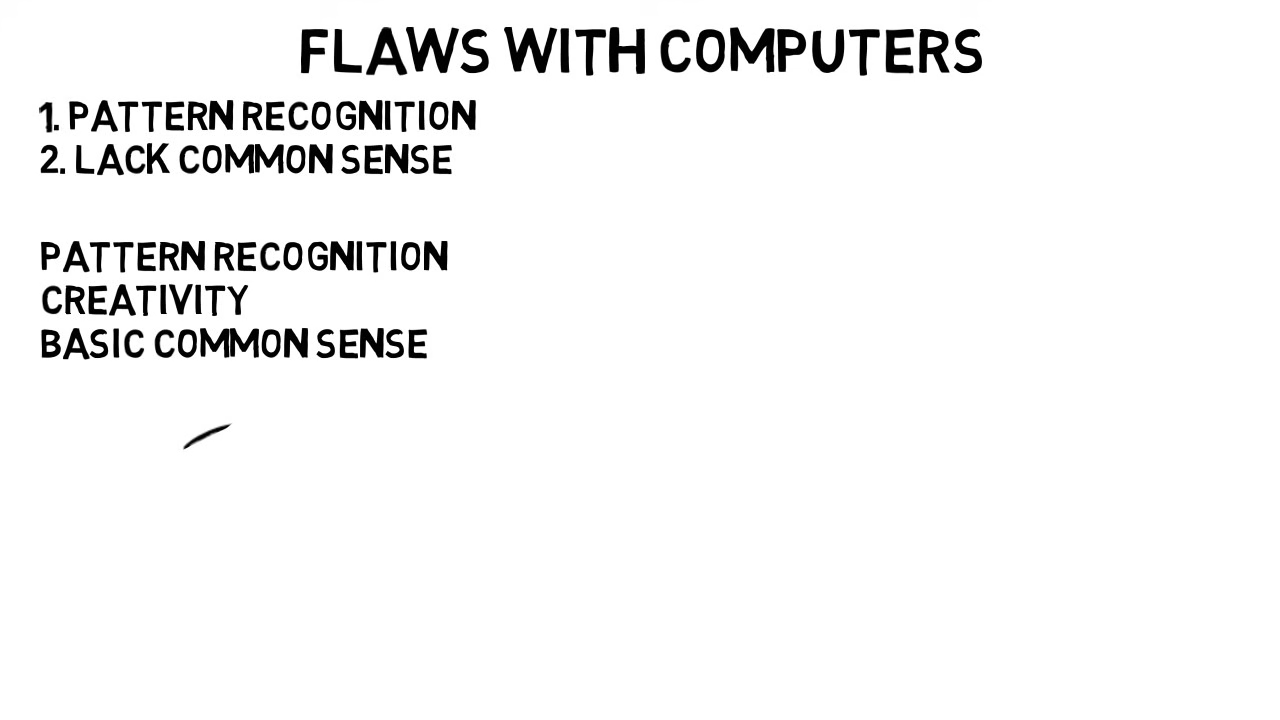 FLAWS WITH COMPUTERS
1. PATTERN RECOGNITION
2. LACK COMMON SENSE
PATTERN RECOGNITION
CREATIVITY
BASIC COMMON SENSE